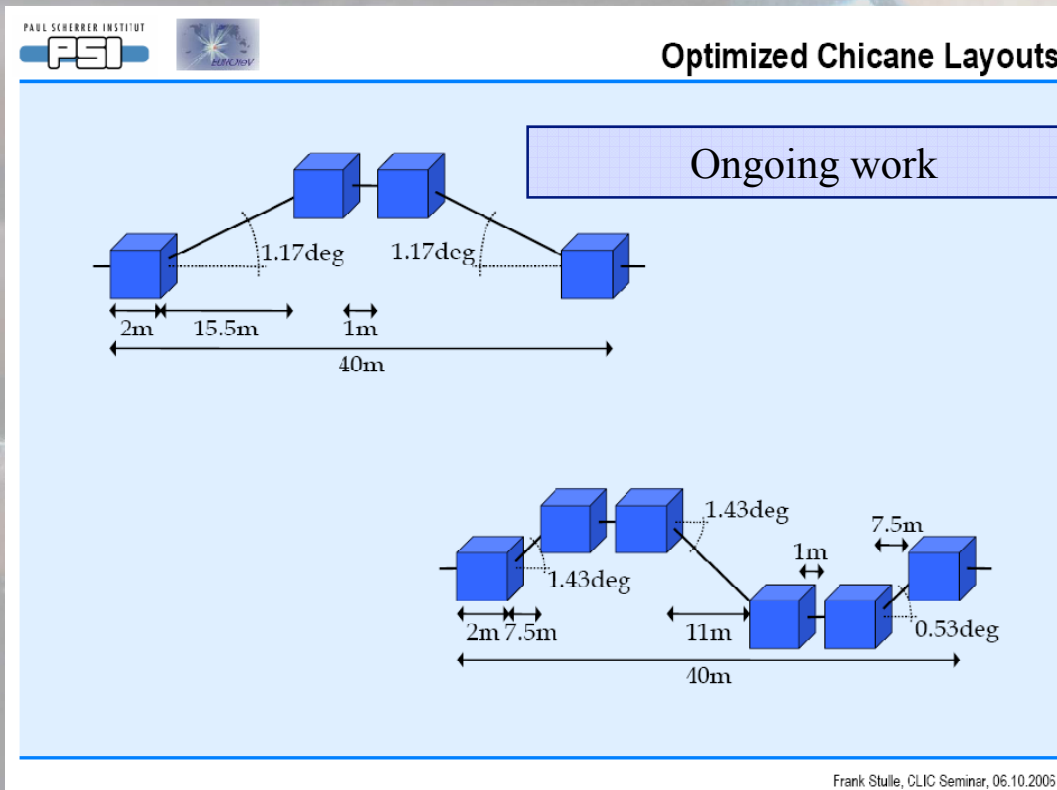 PAUL SCHERRER INSTITUT
PSI
EUROTeV
Optimized Chicane Layouts
Ongoing work
1.17deg
1.17deg
2m
15.5m
1m
40m
1.43deg
7.5m
1m
1.43deg
2m
7.5m
11m
0.53deg
40m
Frank Stulle, CLIC Seminar, 06.10.2006